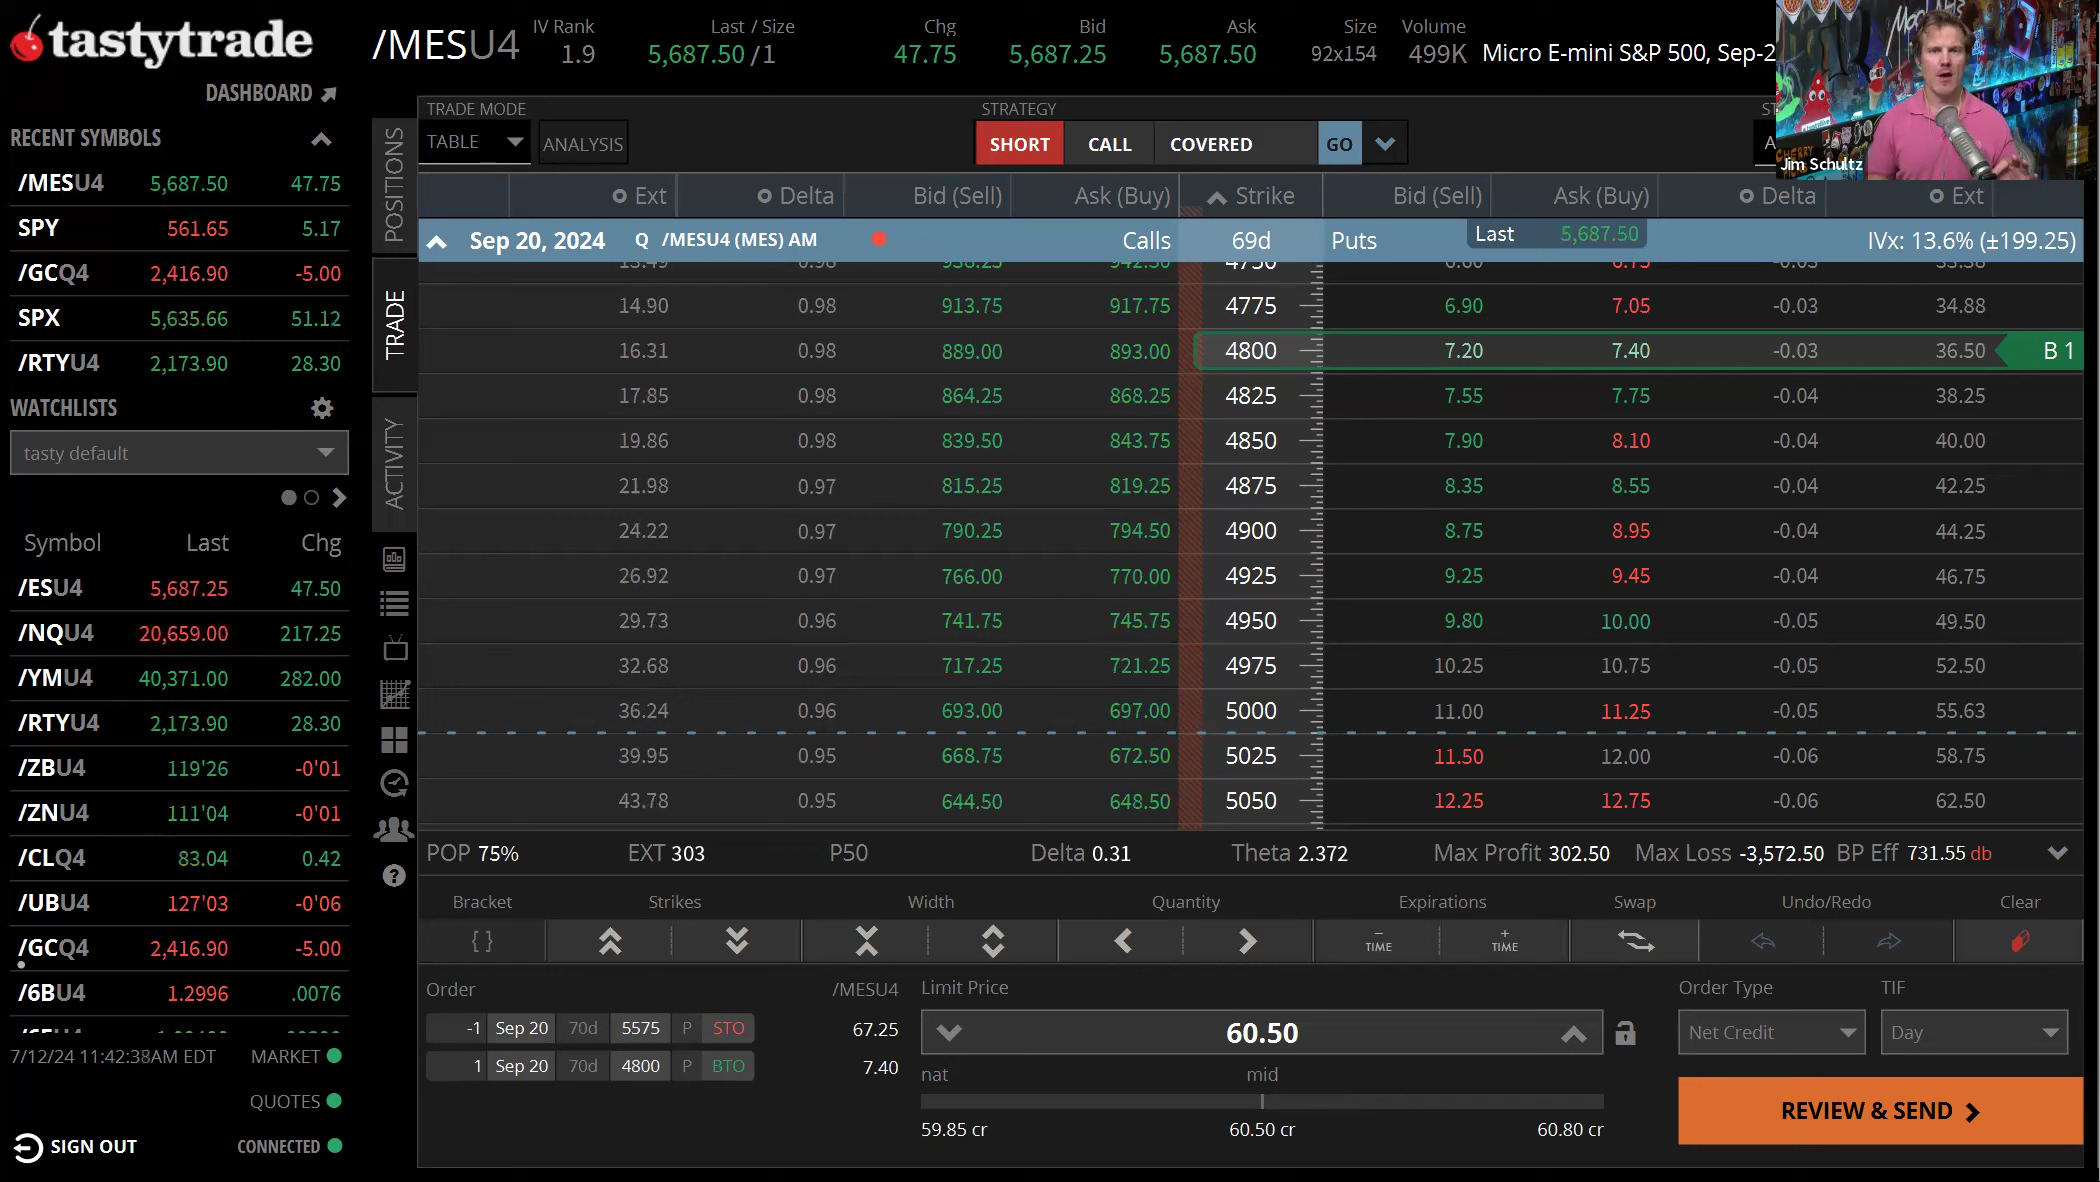 tastytrade
DASHBOARD
RECENT SYMBOLS
/MESU4 5,687.50 47.75
SPY 561.65 5.17
/GCQ4 2,416.90 -5.00
SPX 5,635.66 51.12
/RTYU4 2,173.90 28.30
WATCHLISTS
tasty default
Symbol Last Chg
/ESU4 5,687.25 47.50
/NQU4 20,659.00 217.25
/YMU4 40,371.00 282.00
/RTYU4 2,173.90 28.30
/ZBU4 119'26 -0'01
/ZNU4 111'04 -0'01
/CLQ4 83.04 0.42
/UBU4 127'03 -0'06
/GCQ4 2,416.90 -5.00
/6BU4 1.2996 .0076
7/12/24 11:42:38AM EDT MARKET
QUOTES
SIGN OUT CONNECTED
/MESU4
IV Rank Last / Size Chg Bid Ask Size Volume
1.9 5,687.50 /1 47.75 5,687.25 5,687.50 92x154 499K Micro E-mini S&P 500, Sep-2
Jim Schultz
POSITIONS
TRADE
ACTIVITY
TRADE MODE STRATEGY
TABLE ANALYSIS SHORT CALL COVERED GO
Ext Delta Bid (Sell) Ask (Buy) Strike Bid (Sell) Ask (Buy) Delta Ext
Sep 20, 2024 Q /MESU4 (MES) AM Calls 69d Puts Last 5,687.50 IVx: 13.6% (±199.25)
14.90 0.98 913.75 917.75 4775 6.90 7.05 -0.03 34.88
16.31 0.98 889.00 893.00 4800 7.20 7.40 -0.03 36.50 B 1
17.85 0.98 864.25 868.25 4825 7.55 7.75 -0.04 38.25
19.86 0.98 839.50 843.75 4850 7.90 8.10 -0.04 40.00
21.98 0.97 815.25 819.25 4875 8.35 8.55 -0.04 42.25
24.22 0.97 790.25 794.50 4900 8.75 8.95 -0.04 44.25
26.92 0.97 766.00 770.00 4925 9.25 9.45 -0.04 46.75
29.73 0.96 741.75 745.75 4950 9.80 10.00 -0.05 49.50
32.68 0.96 717.25 721.25 4975 10.25 10.75 -0.05 52.50
36.24 0.96 693.00 697.00 5000 11.00 11.25 -0.05 55.63
39.95 0.95 668.75 672.50 5025 11.50 12.00 -0.06 58.75
43.78 0.95 644.50 648.50 5050 12.25 12.75 -0.06 62.50
POP 75% EXT 303 P50 Delta 0.31 Theta 2.372 Max Profit 302.50 Max Loss -3,572.50 BP Eff 731.55 db
Bracket Strikes Width Quantity Expirations Swap Undo/Redo Clear
{ } - TIME + TIME
Order /MESU4 Limit Price Order Type TIF
-1 Sep 20 70d 5575 P STO 67.25 60.50 Net Credit Day
1 Sep 20 70d 4800 P BTO 7.40
nat mid
59.85 cr 60.50 cr 60.80 cr
REVIEW & SEND